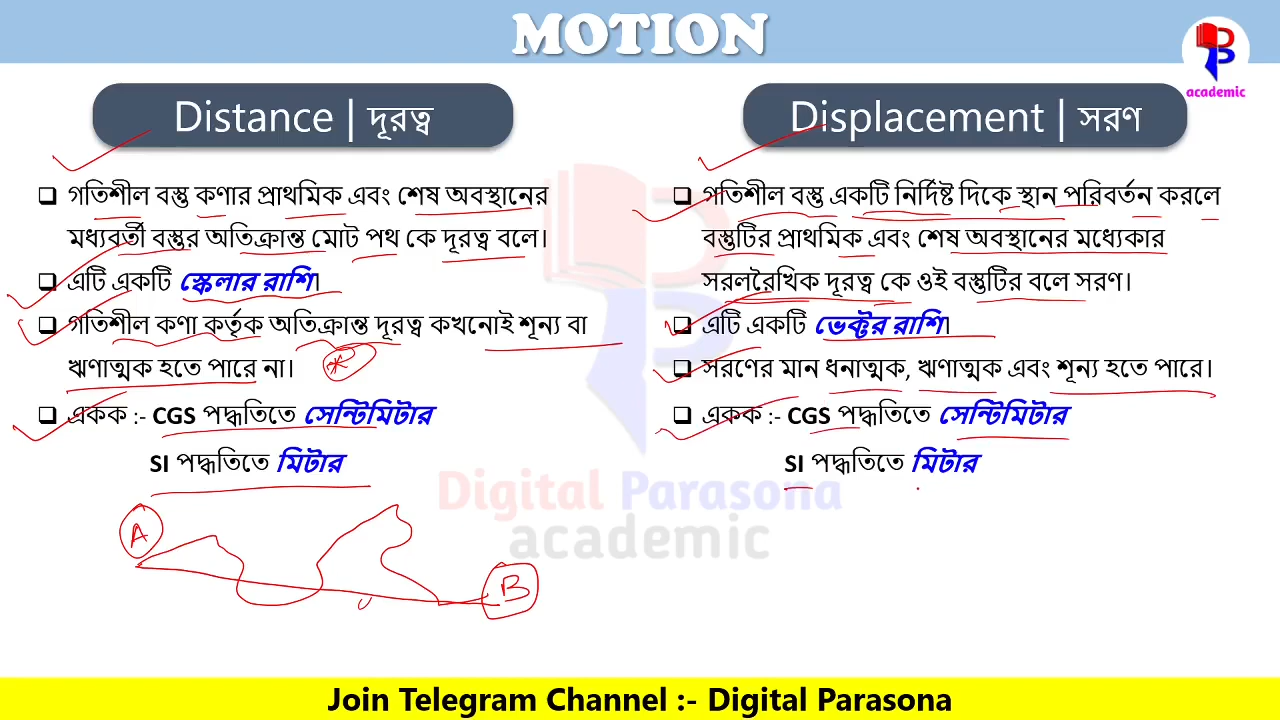 MOTION
academic
Distance | দূরত্ব
গতিশীল বস্তু কণার প্রাথমিক এবং শেষ অবস্থানের
মধ্যবর্তী বস্তুর অতিক্রান্ত মোট পথ কে দূরত্ব বলে।
এটি একটি স্কেলার রাশি।
গতিশীল কণা কর্তৃক অতিক্রান্ত দূরত্ব কখনোই শূন্য বা
ঋণাত্মক হতে পারে না।
একক :- CGS পদ্ধতিতে সেন্টিমিটার
SI পদ্ধতিতে মিটার
A
B
Displacement | সরণ
গতিশীল বস্তু একটি নির্দিষ্ট দিকে স্থান পরিবর্তন করলে
বস্তুটির প্রাথমিক এবং শেষ অবস্থানের মধ্যেকার
সরলরৈখিক দূরত্ব কে ওই বস্তুটির বলে সরণ।
এটি একটি ভেক্টর রাশি।
সরণের মান ধনাত্মক, ঋণাত্মক এবং শূন্য হতে পারে।
একক :- CGS পদ্ধতিতে সেন্টিমিটার
SI পদ্ধতিতে মিটার
Digital Parasona
academic
Join Telegram Channel :- Digital Parasona